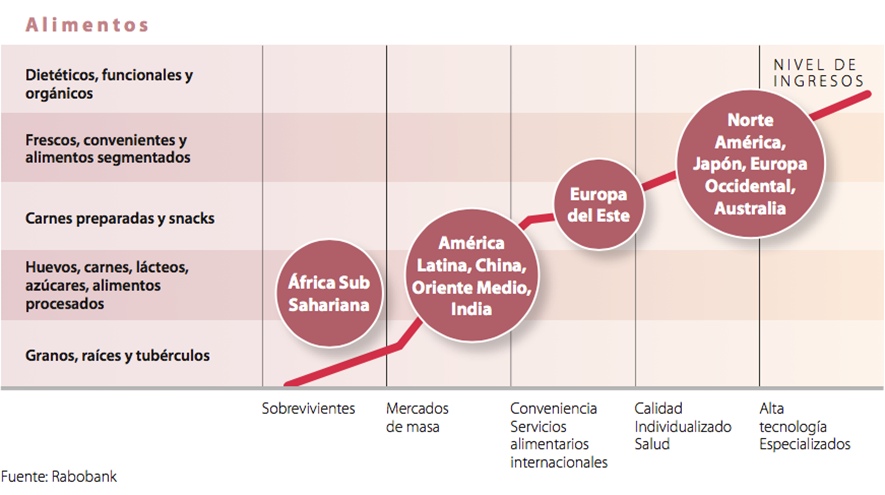 Alimentos
NIVEL DE
INGRESOS
Dietéticos, funcionales y
orgánicos
Frescos, convenientes y
alimentos segmentados
Carnes preparadas y snacks
Huevos, carnes, lácteos,
azúcares, alimentos
procesados
Granos, raíces y tubérculos
África Sub
Sahariana
América
Latina, China,
Oriente Medio,
India
Europa
del Este
Norte
América,
Japón, Europa
Occidental,
Australia
Sobrevivientes
Mercados
de masa
Conveniencia
Servicios
alimentarios
internacionales
Calidad
Individualizado
Salud
Alta
tecnología
Especializados
Fuente: Rabobank